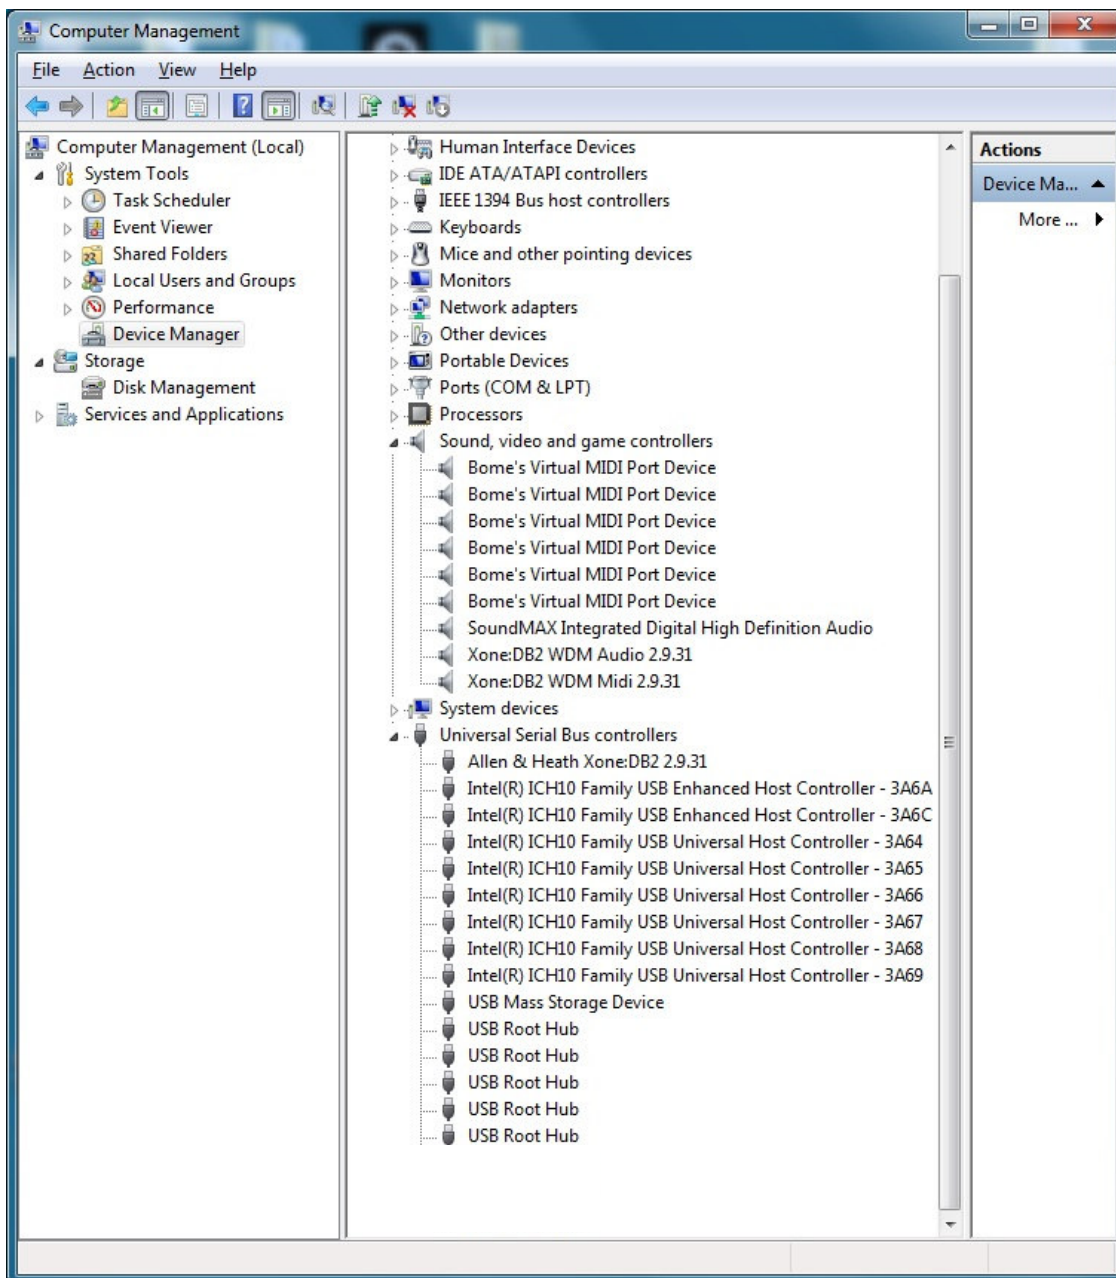 Computer Management
File Action View Help
Computer Management (Local)
System Tools
Task Scheduler
Event Viewer
Shared Folders
Local Users and Groups
Performance
Device Manager
Storage
Disk Management
Services and Applications
Human Interface Devices
IDE ATA/ATAPI controllers
IEEE 1394 Bus host controllers
Keyboards
Mice and other pointing devices
Monitors
Network adapters
Other devices
Portable Devices
Ports (COM & LPT)
Processors
Sound, video and game controllers
Bome's Virtual MIDI Port Device
Bome's Virtual MIDI Port Device
Bome's Virtual MIDI Port Device
Bome's Virtual MIDI Port Device
Bome's Virtual MIDI Port Device
Bome's Virtual MIDI Port Device
SoundMAX Integrated Digital High Definition Audio
Xone:DB2 WDM Audio 2.9.31
Xone:DB2 WDM Midi 2.9.31
System devices
Universal Serial Bus controllers
Allen & Heath Xone:DB2 2.9.31
Intel(R) ICH10 Family USB Enhanced Host Controller - 3A6A
Intel(R) ICH10 Family USB Enhanced Host Controller - 3A6C
Intel(R) ICH10 Family USB Universal Host Controller - 3A64
Intel(R) ICH10 Family USB Universal Host Controller - 3A65
Intel(R) ICH10 Family USB Universal Host Controller - 3A66
Intel(R) ICH10 Family USB Universal Host Controller - 3A67
Intel(R) ICH10 Family USB Universal Host Controller - 3A68
Intel(R) ICH10 Family USB Universal Host Controller - 3A69
USB Mass Storage Device
USB Root Hub
USB Root Hub
USB Root Hub
USB Root Hub
USB Root Hub
Actions
Device Ma...
More ...